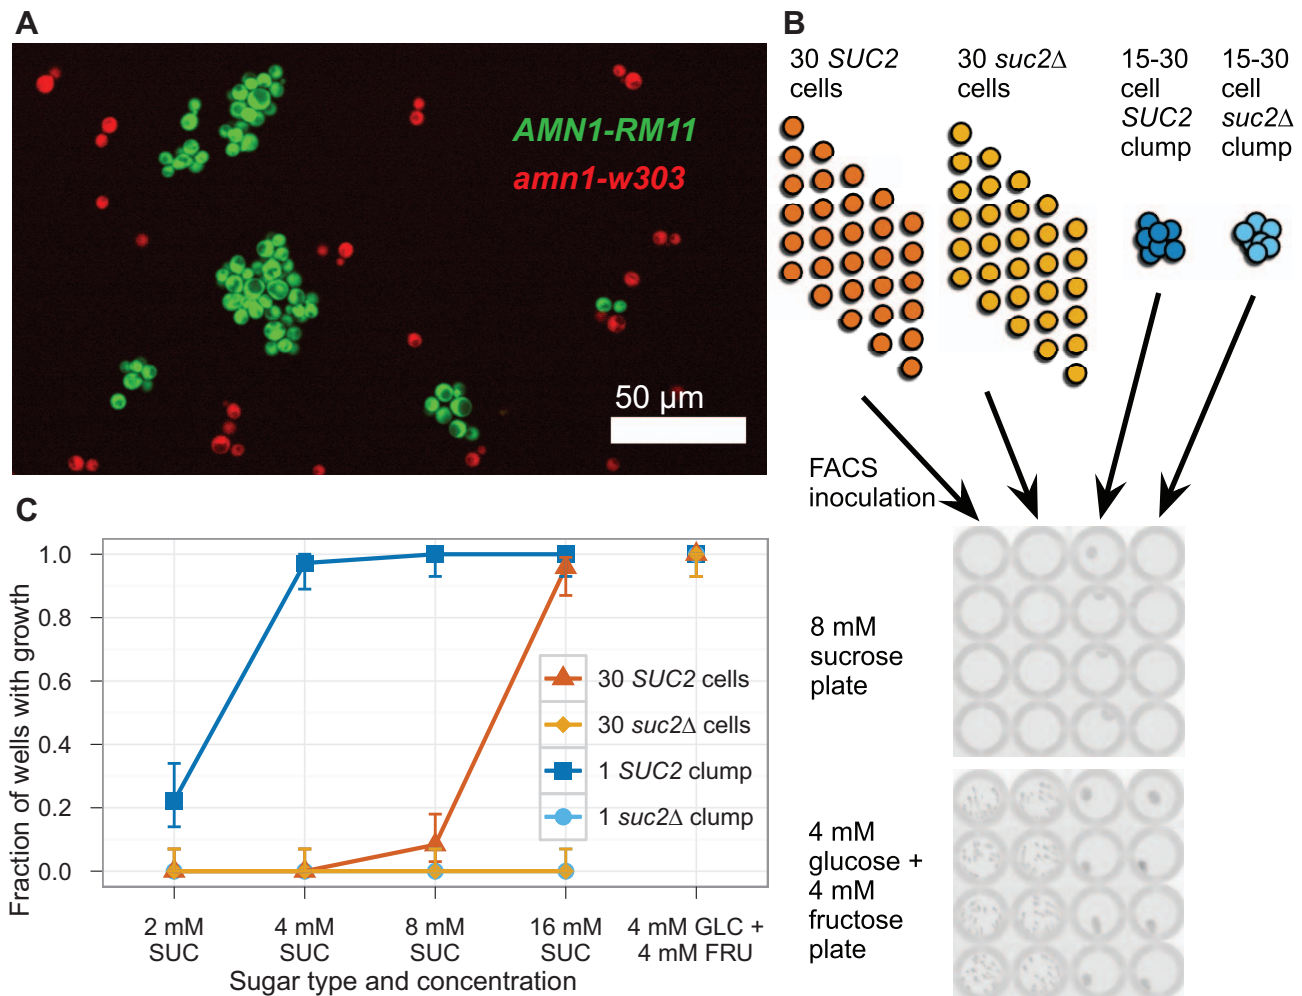 A
AMN1-RM11
amn1-w303
50 µm
B
30 SUC2
cells
30 suc2Δ
cells
15-30
cell
SUC2
clump
15-30
cell
suc2Δ
clump
FACS
inoculation
8 mM
sucrose
plate
4 mM
glucose +
4 mM
fructose
plate
C
Fraction of wells with growth
1.0
0.8
0.6
0.4
0.2
0.0
30 SUC2 cells
30 suc2Δ cells
1 SUC2 clump
1 suc2Δ clump
2 mM
SUC
4 mM
SUC
8 mM
SUC
16 mM
SUC
4 mM GLC +
4 mM FRU
Sugar type and concentration